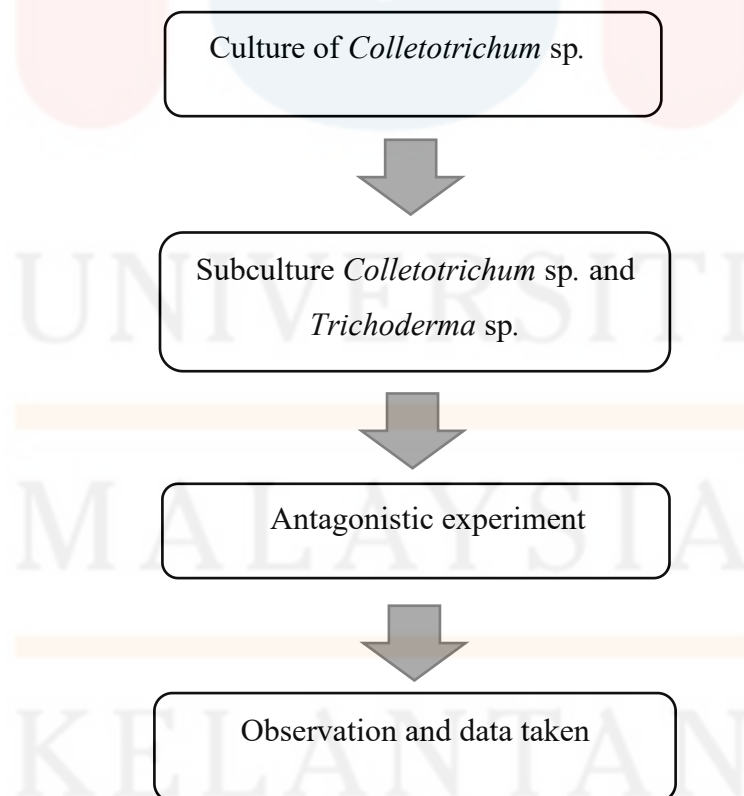 Culture of Colletotrichum sp.
Subculture Colletotrichum sp. and
Trichoderma sp.
UNIVERSITI
Antagonistic experiment
MALAYSIA
Observation and data taken
KELANTAN